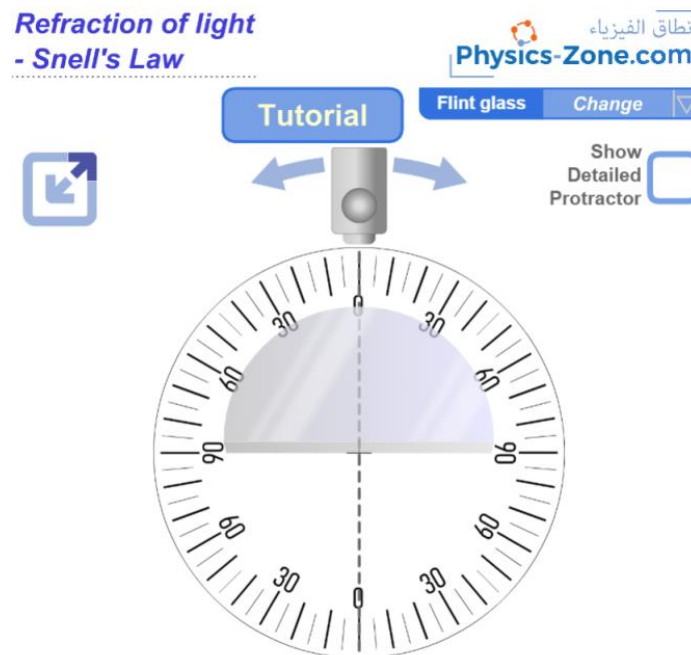 Refraction of light
- Snell's Law
نطاق الفيزياء
Physics-Zone.com
Tutorial
Flint glass
Change
Show
Detailed
Protractor
0
30
30
60
60
90
90
60
60
30
30
0